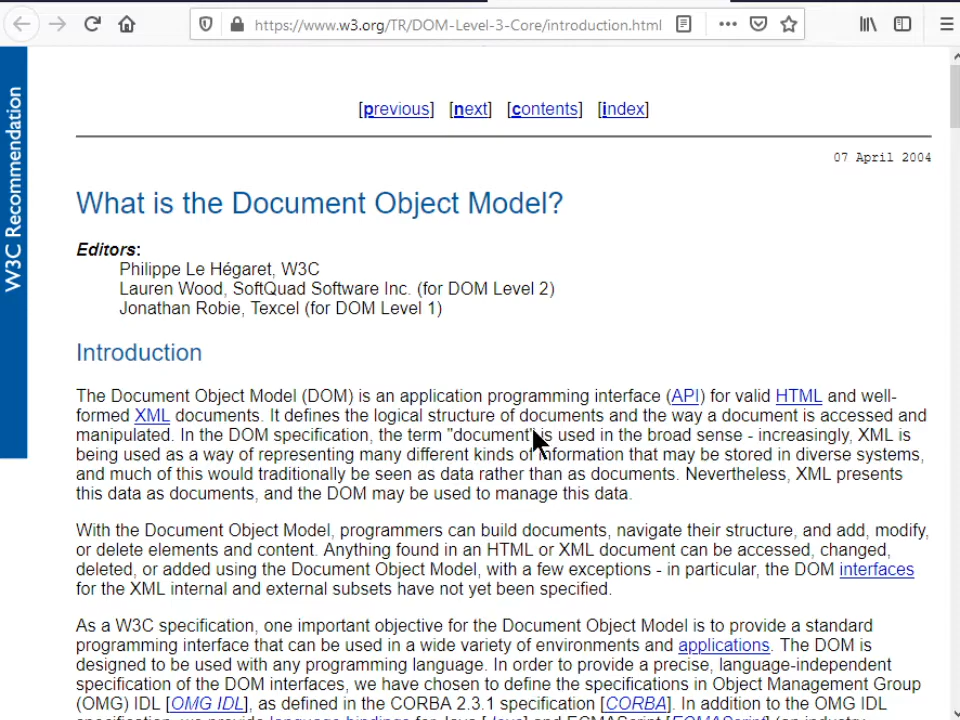 https://www.w3.org/TR/DOM-Level-3-Core/introduction.html
W3C Recommendation
[previous] [next] [contents] [index]
07 April 2004
What is the Document Object Model?
Editors:
Philippe Le Hégaret, W3C
Lauren Wood, SoftQuad Software Inc. (for DOM Level 2)
Jonathan Robie, Texcel (for DOM Level 1)
Introduction
The Document Object Model (DOM) is an application programming interface (API) for valid HTML and well-
formed XML documents. It defines the logical structure of documents and the way a document is accessed and
manipulated. In the DOM specification, the term "document" is used in the broad sense - increasingly, XML is
being used as a way of representing many different kinds of information that may be stored in diverse systems,
and much of this would traditionally be seen as data rather than as documents. Nevertheless, XML presents
this data as documents, and the DOM may be used to manage this data.
With the Document Object Model, programmers can build documents, navigate their structure, and add, modify,
or delete elements and content. Anything found in an HTML or XML document can be accessed, changed,
deleted, or added using the Document Object Model, with a few exceptions - in particular, the DOM interfaces
for the XML internal and external subsets have not yet been specified.
As a W3C specification, one important objective for the Document Object Model is to provide a standard
programming interface that can be used in a wide variety of environments and applications. The DOM is
designed to be used with any programming language. In order to provide a precise, language-independent
specification of the DOM interfaces, we have chosen to define the specifications in Object Management Group
(OMG) IDL [OMG IDL], as defined in the CORBA 2.3.1 specification [CORBA]. In addition to the OMG IDL
specification, we provide language bindings for Java [Java] and ECMAScript [ECMAScript] (an industry-